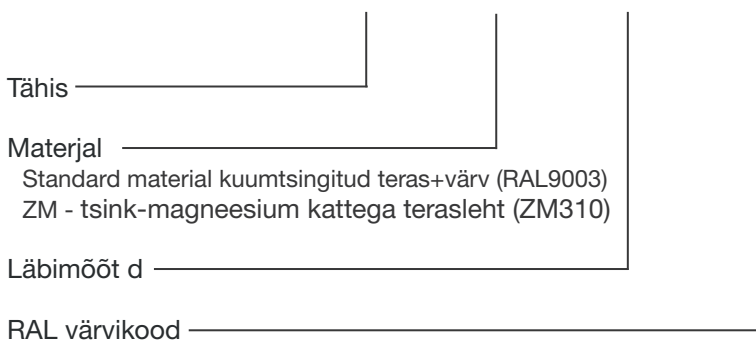 Tähis
Materjal
Standard material kuumtsingitud teras+värv (RAL9003)
ZM - tsink-magneesium kattega terasleht (ZM310)
Läbimõõt d
RAL värvikood